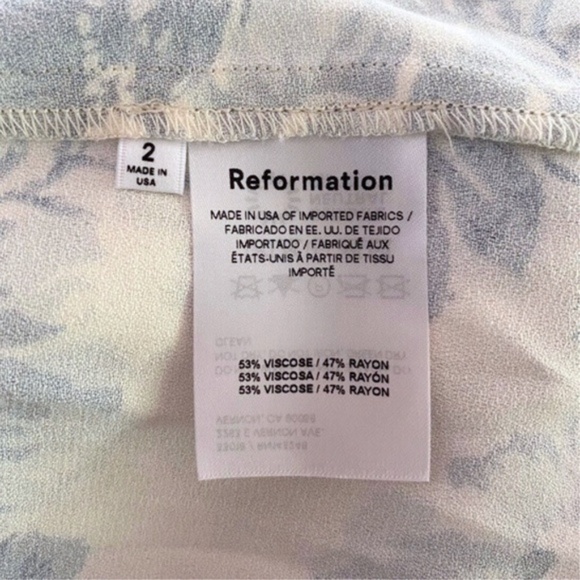 2
MADE IN
USA
Reformation
MADE IN USA OF IMPORTED FABRICS /
FABRICADO EN EE. UU. DE TEJIDO
IMPORTADO / FABRIQUÉ AUX
ÉTATS-UNIS À PARTIR DE TISSU
IMPORTÉ
53% VISCOSE / 47% RAYON
53% VISCOSA / 47% RAYÓN
53% VISCOSE / 47% RAYON